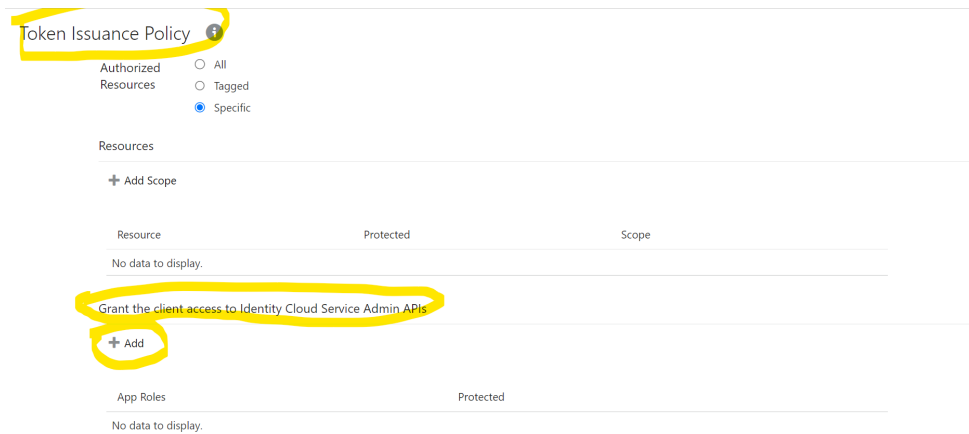 Token Issuance Policy
Authorized Resources
All
Tagged
Specific
Resources
Add Scope
Resource Protected Scope
No data to display.
Grant the client access to Identity Cloud Service Admin APIs
Add
App Roles Protected
No data to display.